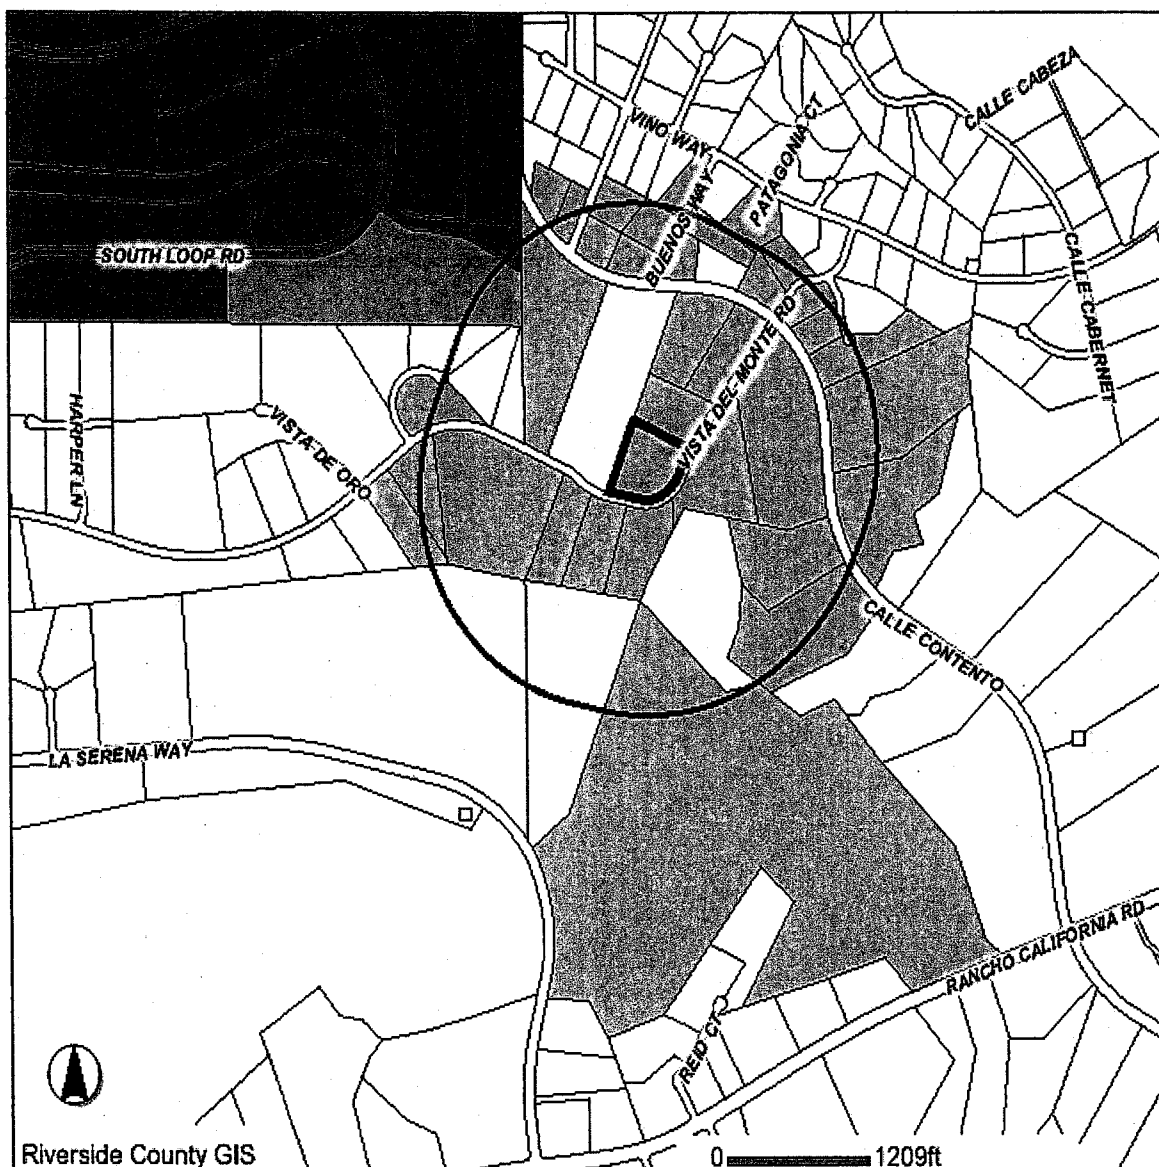 CALLE CABEZA
VINO WAY
PATAGONIA CT
BUENOS WAY
SOUTH LOOP RD
CALLE CABERNET
VISTA DEL MONTE RD
HARPER LN
VISTA DE ORO
CALLE CONTENTO
LA SERENA WAY
RANCHO CALIFORNIA RD
REID CT
Riverside County GIS
0 1209ft